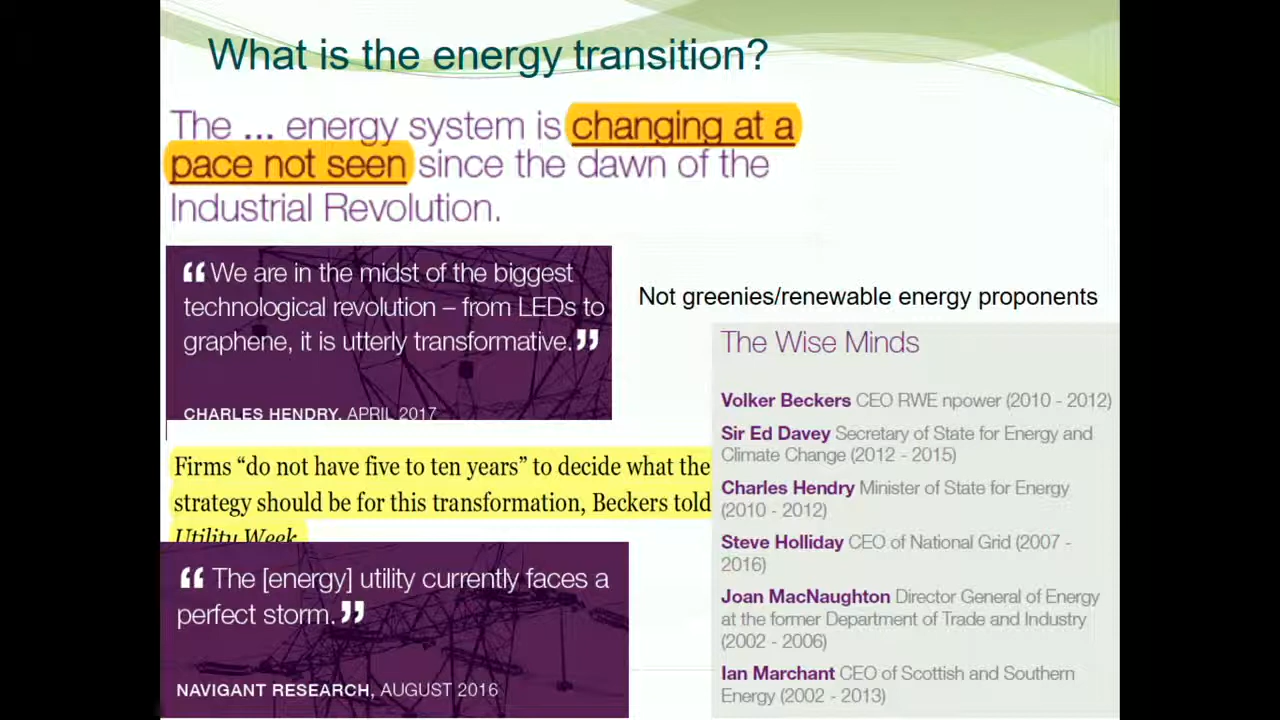 What is the energy transition?
The ... energy system is changing at a
pace not seen since the dawn of the
Industrial Revolution.
“We are in the midst of the biggest
technological revolution – from LEDs to
graphene, it is utterly transformative.”
CHARLES HENDRY, APRIL 2017
Firms “do not have five to ten years” to decide what the
strategy should be for this transformation, Beckers told
Utility Week.
“ The [energy] utility currently faces a
perfect storm.”
NAVIGANT RESEARCH, AUGUST 2016
Not greenies/renewable energy proponents
The Wise Minds
Volker Beckers CEO RWE npower (2010 - 2012)
Sir Ed Davey Secretary of State for Energy and
Climate Change (2012 - 2015)
Charles Hendry Minister of State for Energy
(2010 - 2012)
Steve Holliday CEO of National Grid (2007 -
2016)
Joan MacNaughton Director General of Energy
at the former Department of Trade and Industry
(2002 - 2006)
Ian Marchant CEO of Scottish and Southern
Energy (2002 - 2013)